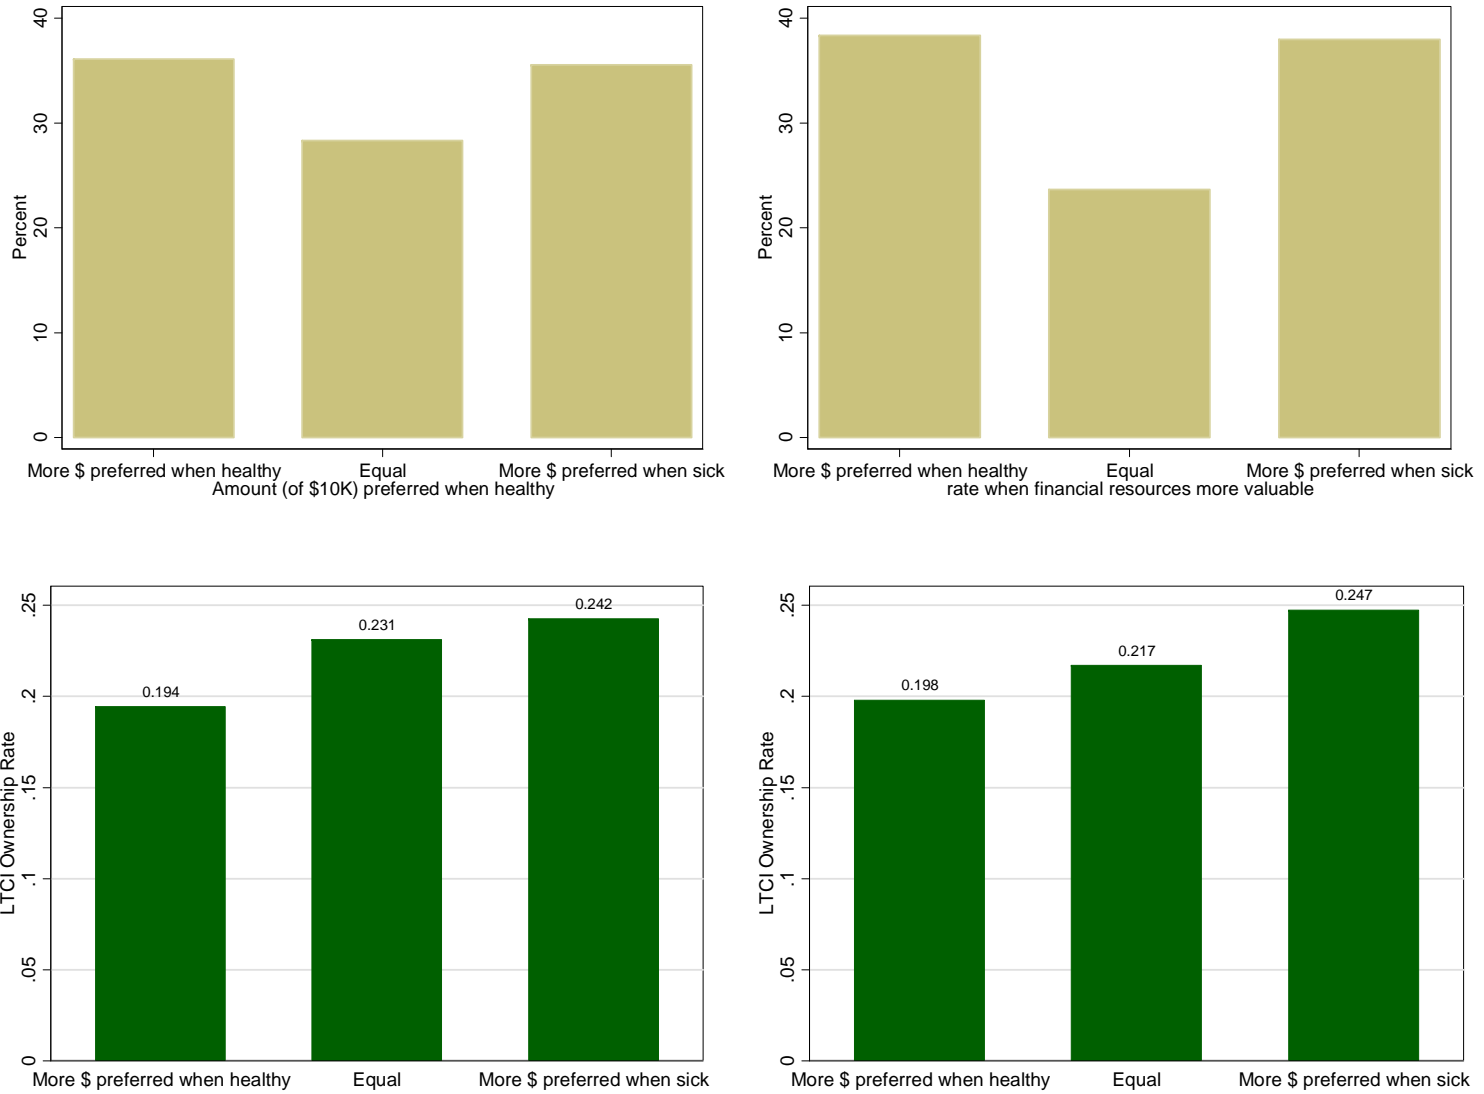 Percent
40
30
20
10
0
More $ preferred when healthy
Equal
More $ preferred when sick
Amount (of $10K) preferred when healthy
Percent
40
30
20
10
0
More $ preferred when healthy
Equal
More $ preferred when sick
rate when financial resources more valuable
LTCI Ownership Rate
.25
.2
.15
.1
.05
0
0.194
0.231
0.242
More $ preferred when healthy
Equal
More $ preferred when sick
LTCI Ownership Rate
.25
.2
.15
.1
.05
0
0.198
0.217
0.247
More $ preferred when healthy
Equal
More $ preferred when sick